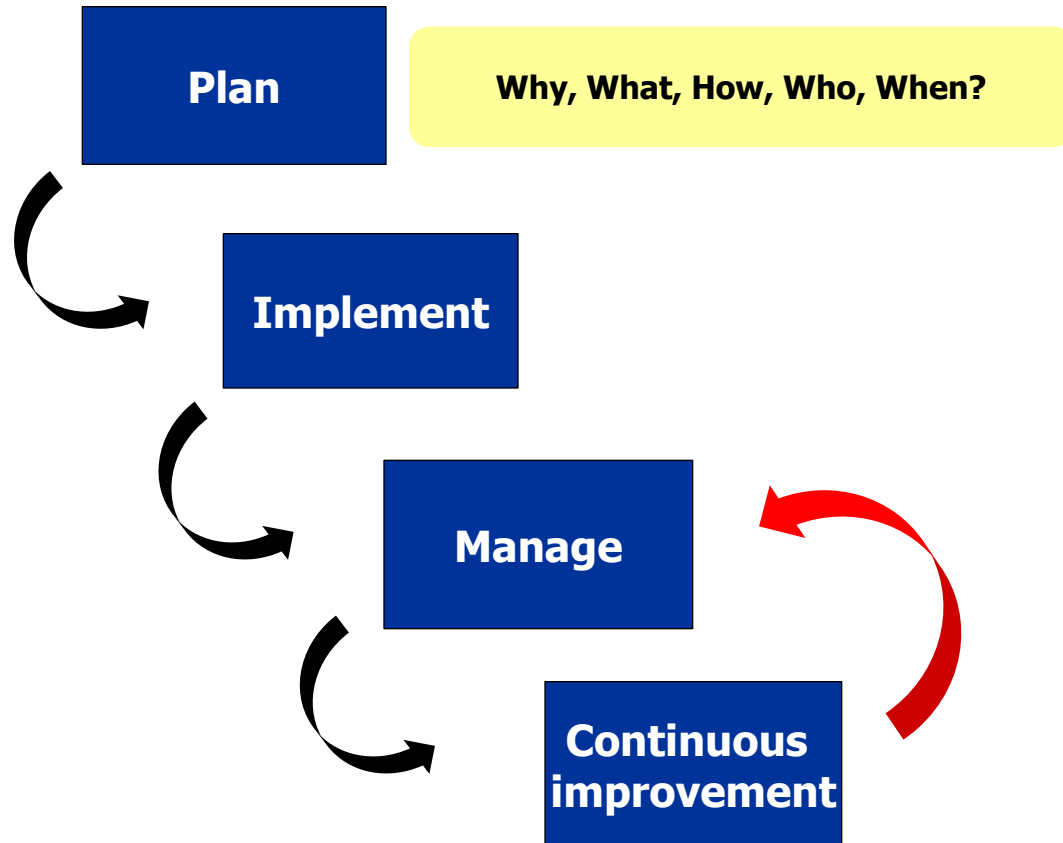 Plan
Why, What, How, Who, When?
Implement
Manage
Continuous
improvement